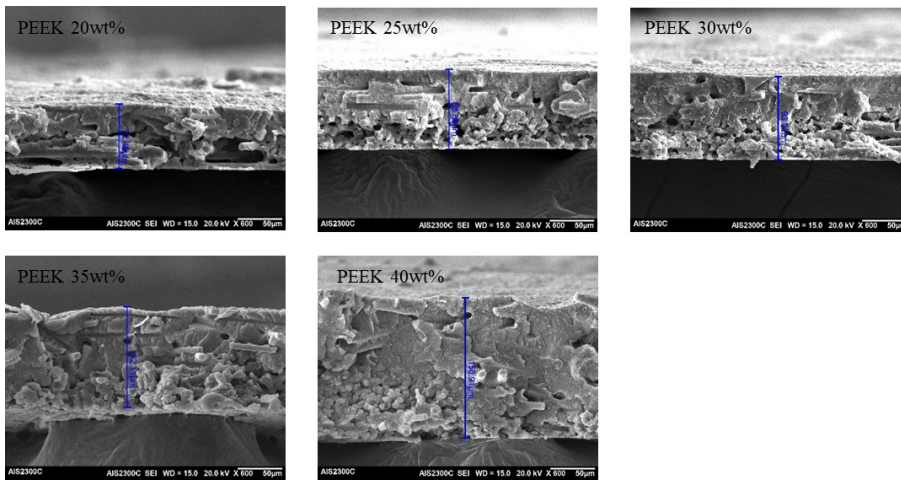 PEEK 20wt%
AIS2300C
AIS2300C SEI WD = 15.0 20.0 kV X 600 50µm
PEEK 25wt%
AIS2300C
AIS2300C SEI WD = 15.0 20.0 kV X 600 50µm
PEEK 30wt%
AIS2300C
AIS2300C SEI WD = 15.0 20.0 kV X 600 50µm
PEEK 35wt%
AIS2300C
AIS2300C SEI WD = 15.0 20.0 kV X 600 50µm
PEEK 40wt%
AIS2300C
AIS2300C SEI WD = 15.0 20.0 kV X 600 50µm